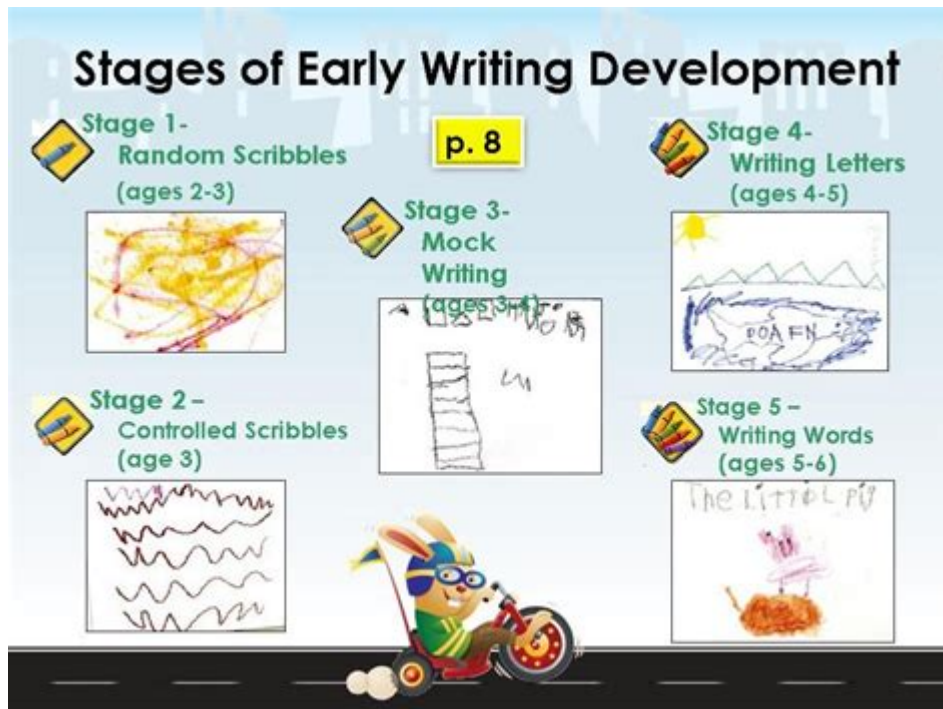 Stages of Early Writing Development
Stage 1-
Random Scribbles
(ages 2-3)
p. 8
Stage 2 –
Controlled Scribbles
(age 3)
Stage 3-
Mock
Writing
(ages 3-4)
Stage 4-
Writing Letters
(ages 4-5)
DOAFN
Stage 5 –
Writing Words
(ages 5-6)
The LiTTOL Pig